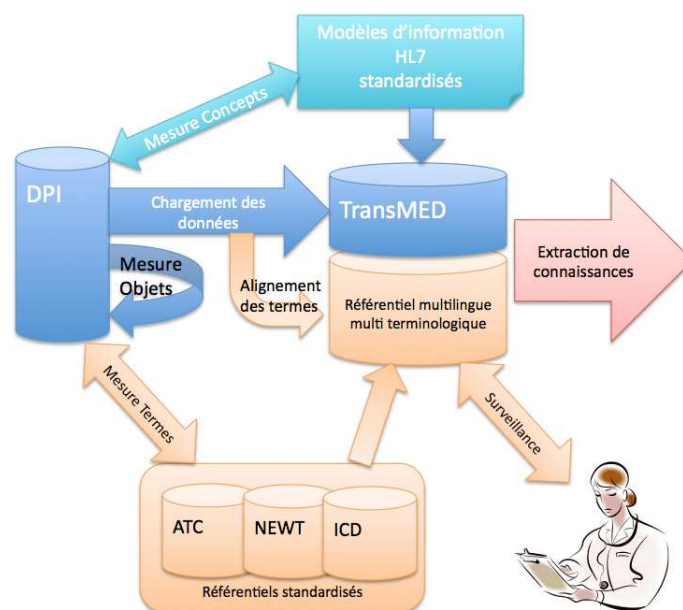 Modèles d'information
HL7
standardisés
Mesure Concepts
DPI
Chargement des
données
TransMED
Mesure
Objets
Alignement
des termes
Référentiel multilingue
multi terminologique
Extraction de
connaissances
Mesure Termes
Surveillance
ATC
NEWT
ICD
Référentiels standardisés